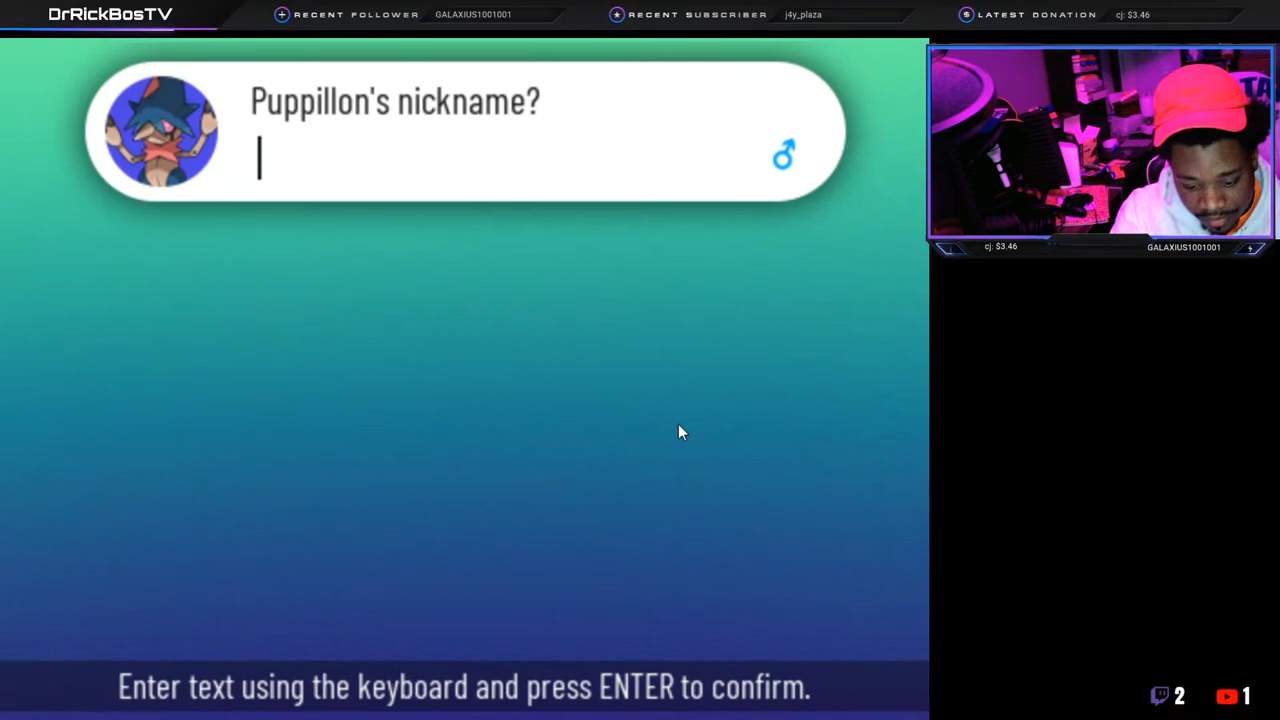 DrRickBosTV
RECENT FOLLOWER GALAXIUS1001001
RECENT SUBSCRIBER j4y_plaza
LATEST DONATION cj: $3.46
Puppillon's nickname?
cj: $3.46 GALAXIUS1001001
Enter text using the keyboard and press ENTER to confirm.
2 1